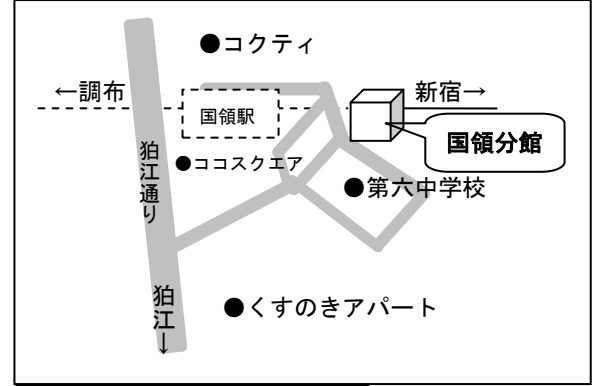 ●コクティ
←調布
新宿→
国領駅
国領分館
狛江通り
●ココスクエア
●第六中学校
狛江↓
●くすのきアパート